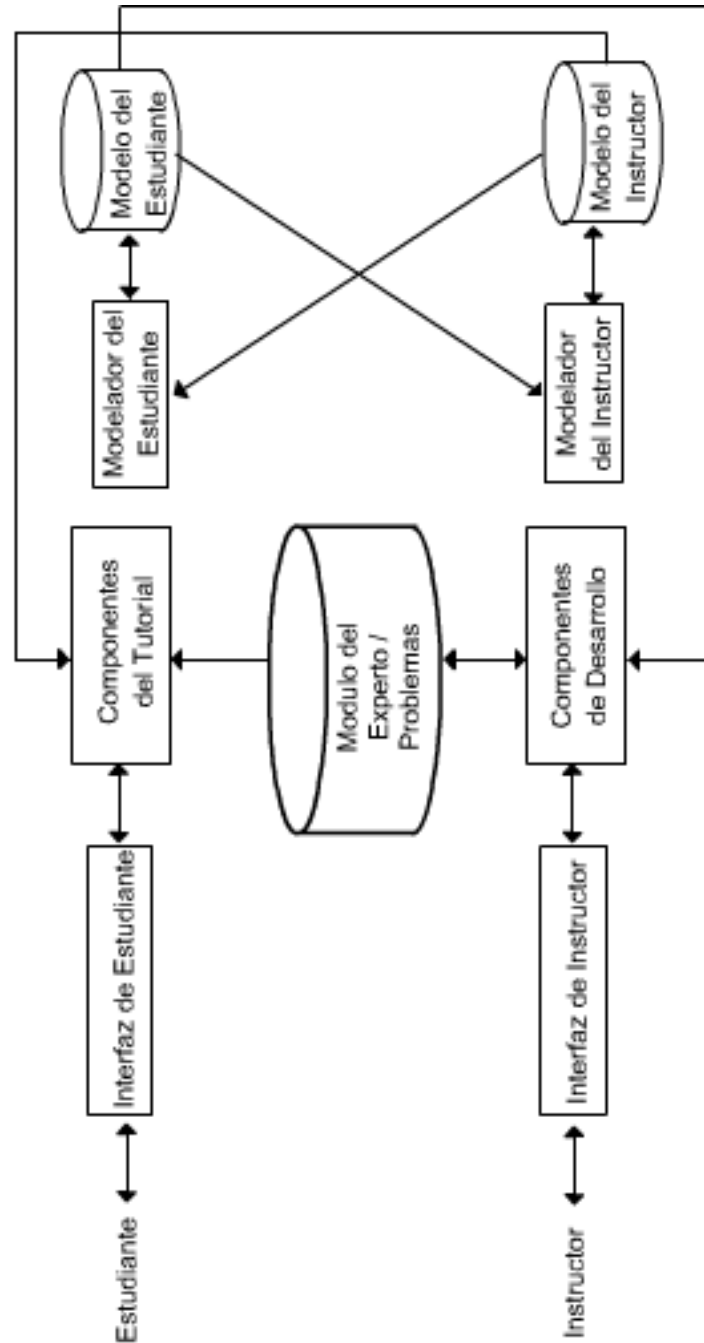 Estudiante
Interfaz de Estudiante
Componentes
del Tutorial
Modelador del
Estudiante
Modelo del
Estudiante
Modulo del
Experto /
Problemas
Instructor
Interfaz de Instructor
Componentes
de Desarrollo
Modelador
del Instructor
Modelo del
Instructor